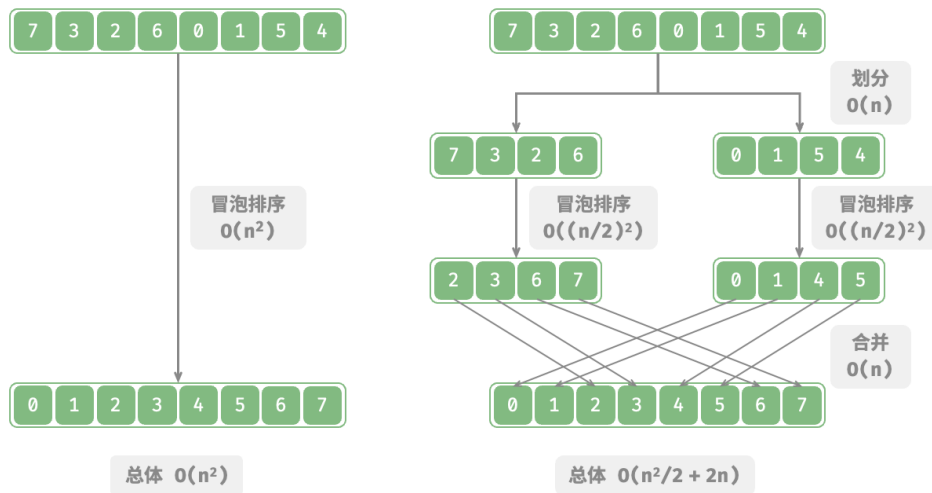 7 3 2 6 0 1 5 4
冒泡排序
O(n²)
0 1 2 3 4 5 6 7
总体 O(n²)
7 3 2 6 0 1 5 4
划分
O(n)
7 3 2 6
0 1 5 4
冒泡排序
O((n/2)²)
冒泡排序
O((n/2)²)
2 3 6 7
0 1 4 5
合并
O(n)
0 1 2 3 4 5 6 7
总体 O(n²/2 + 2n)